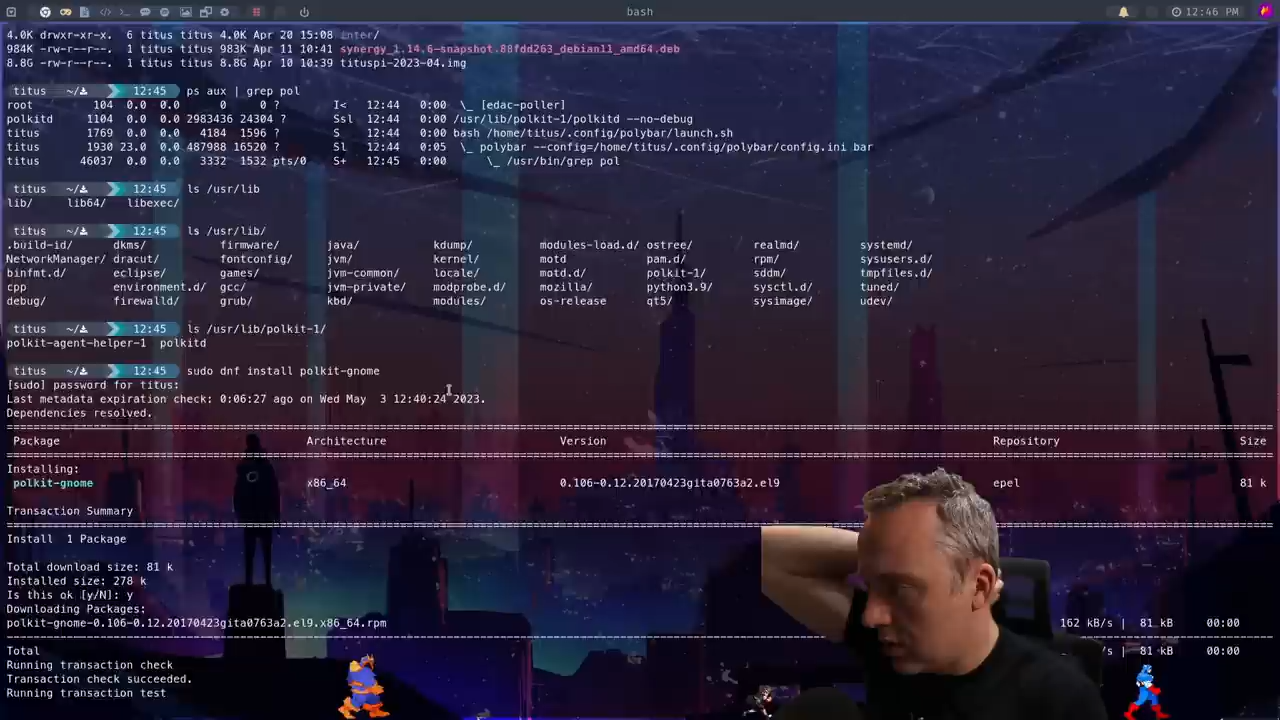 bash
12:46 PM
4.0K drwxr-xr-x. 6 titus titus 4.0K Apr 20 15:08 inter/
984K -rw-r--r--. 1 titus titus 983K Apr 11 10:41 synergy_1.14.6-snapshot.88fdd263_debian11_amd64.deb
8.8G -rw-r--r--. 1 titus titus 8.8G Apr 10 10:39 tituspi-2023-04.img
titus ~/ 12:45 ps aux | grep pol
root 104 0.0 0.0 0 0 ? I< 12:44 0:00 \_ [edac-poller]
polkitd 1104 0.0 0.0 2983436 24304 ? Ssl 12:44 0:00 /usr/lib/polkit-1/polkitd --no-debug
titus 1769 0.0 0.0 4184 1596 ? S 12:44 0:00 bash /home/titus/.config/polybar/launch.sh
titus 1930 23.0 0.0 487988 16520 ? Sl 12:44 0:05 \_ polybar --config=/home/titus/.config/polybar/config.ini bar
titus 46037 0.0 0.0 3332 1532 pts/0 S+ 12:45 0:00 \_ /usr/bin/grep pol
titus ~/ 12:45 ls /usr/lib
lib/ lib64/ libexec/
titus ~/ 12:45 ls /usr/lib/
.build-id/ dkms/ firmware/ java/ kdump/ modules-load.d/ ostree/ realmd/ systemd/
NetworkManager/ dracut/ fontconfig/ jvm/ kernel/ motd pam.d/ rpm/ sysusers.d/
binfmt.d/ eclipse/ games/ jvm-common/ locale/ motd.d/ polkit-1/ sddm/ tmpfiles.d/
cpp environment.d/ gcc/ jvm-private/ modprobe.d/ mozilla/ python3.9/ sysctl.d/ tuned/
debug/ firewalld/ grub/ kbd/ modules/ os-release qt5/ sysimage/ udev/
titus ~/ 12:45 ls /usr/lib/polkit-1/
polkit-agent-helper-1 polkitd
titus ~/ 12:45 sudo dnf install polkit-gnome
[sudo] password for titus:
Last metadata expiration check: 0:06:27 ago on Wed May 3 12:40:24 2023.
Dependencies resolved.
Package Architecture Version Repository Size
Installing:
polkit-gnome x86_64 0.106-0.12.20170423gita0763a2.el9 epel 81 k
Transaction Summary
Install 1 Package
Total download size: 81 k
Installed size: 278 k
Is this ok [y/N]: y
Downloading Packages:
polkit-gnome-0.106-0.12.20170423gita0763a2.el9.x86_64.rpm 162 kB/s | 81 kB 00:00
Total kB/s | 81 kB 00:00
Running transaction check
Transaction check succeeded.
Running transaction test